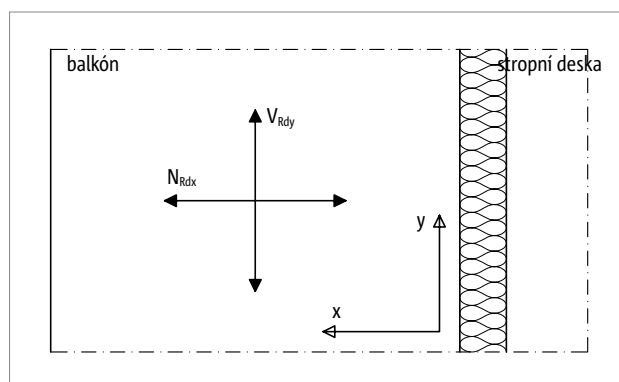 balkón
stropní deska
V_Rdy
N_Rdx
y
x